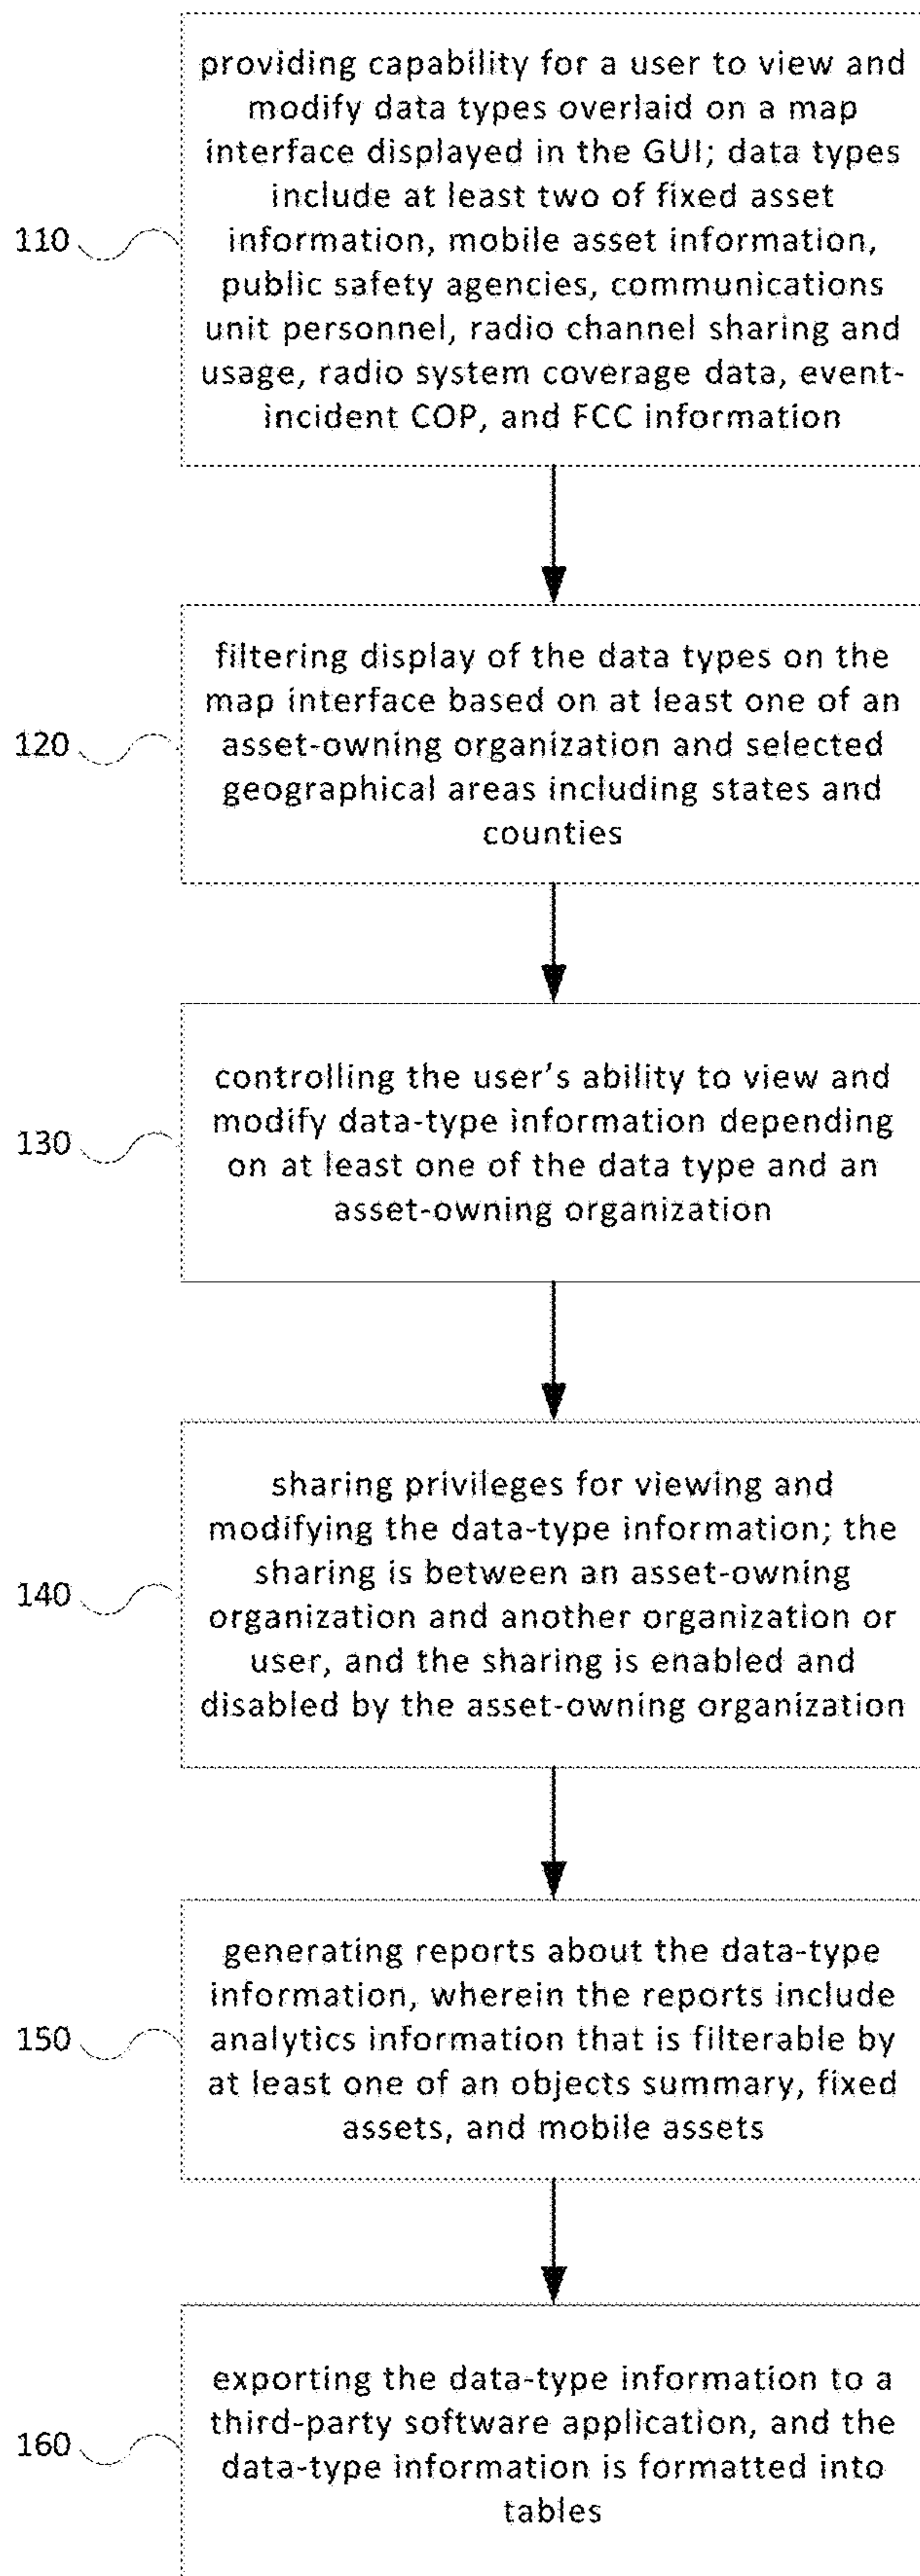 providing capability for a user to view and
modify data types overlaid on a map
interface displayed in the GUI; data types
include at least two of fixed asset
110 information, mobile asset information,
public safety agencies, communications
unit personnel, radio channel sharing and
usage, radio system coverage data, event-
incident COP, and FCC information
filtering display of the data types on the
map interface based on at least one of an
120 asset-owning organization and selected
geographical areas including states and
counties
controlling the user's ability to view and
modify data-type information depending
130 on at least one of the data type and an
asset-owning organization
sharing privileges for viewing and
modifying the data-type information; the
sharing is between an asset-owning
140 organization and another organization or
user, and the sharing is enabled and
disabled by the asset-owning organization
generating reports about the data-type
information, wherein the reports include
150 analytics information that is filterable by
at least one of an objects summary, fixed
assets, and mobile assets
exporting the data-type information to a
third-party software application, and the
160 data-type information is formatted into
tables